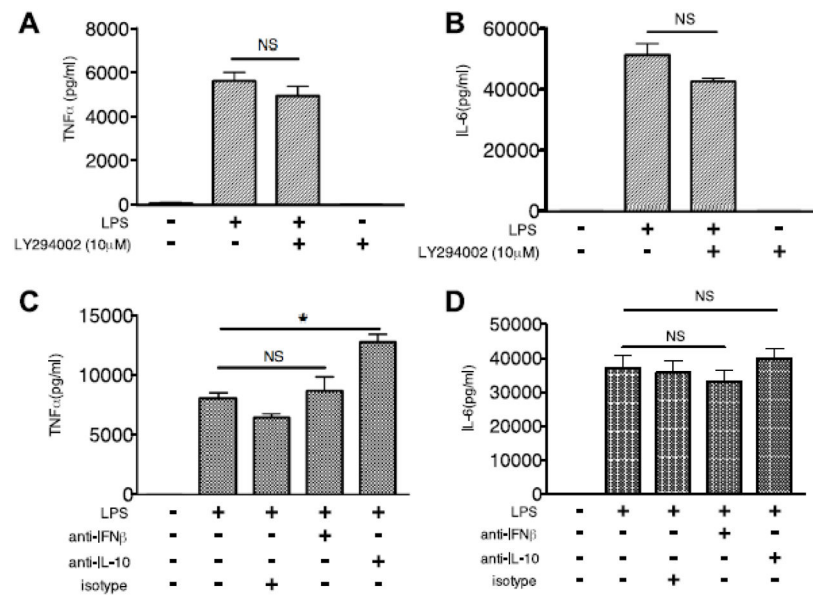 A
TNFα (pg/ml)
8000
6000
4000
2000
0
NS
LPS - + + -
LY294002 (10μM) - - + +
B
IL-6(pg/ml)
60000
40000
20000
0
NS
LPS - + + -
LY294002 (10μM) - - + +
C
TNFα(pg/ml)
15000
10000
5000
0
*
NS
LPS - + + + +
anti-IFNβ - - - + -
anti-IL-10 - - - - +
isotype - - + - -
D
IL-6(pg/ml)
50000
40000
30000
20000
10000
0
NS
NS
LPS - + + + +
anti-IFNβ - - - + -
anti-IL-10 - - - - +
isotype - - + - -